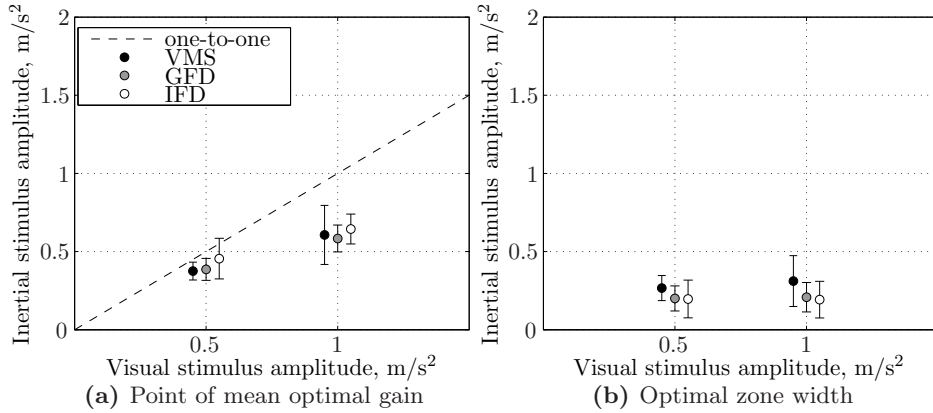 2
1.5
1
0.5
0
Inertial stimulus amplitude, m/s²
one-to-one
VMS
GFD
IFD
0.5
1
Visual stimulus amplitude, m/s²
(a) Point of mean optimal gain
2
1.5
1
0.5
0
Inertial stimulus amplitude, m/s²
0.5
1
Visual stimulus amplitude, m/s²
(b) Optimal zone width